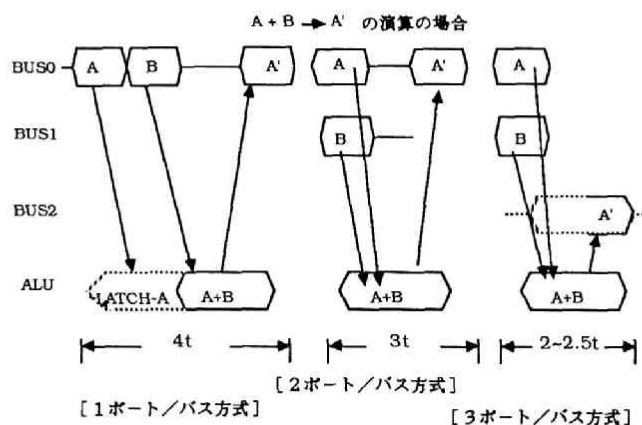 A + B → A' の演算の場合
BUS0 A B A' A A' A
BUS1 B B
BUS2 A'
ALU LATCH-A A+B A+B A+B
4t 3t 2~2.5t
[ 1ポート/バス方式 ] [ 2ポート/バス方式 ] [ 3ポート/バス方式 ]